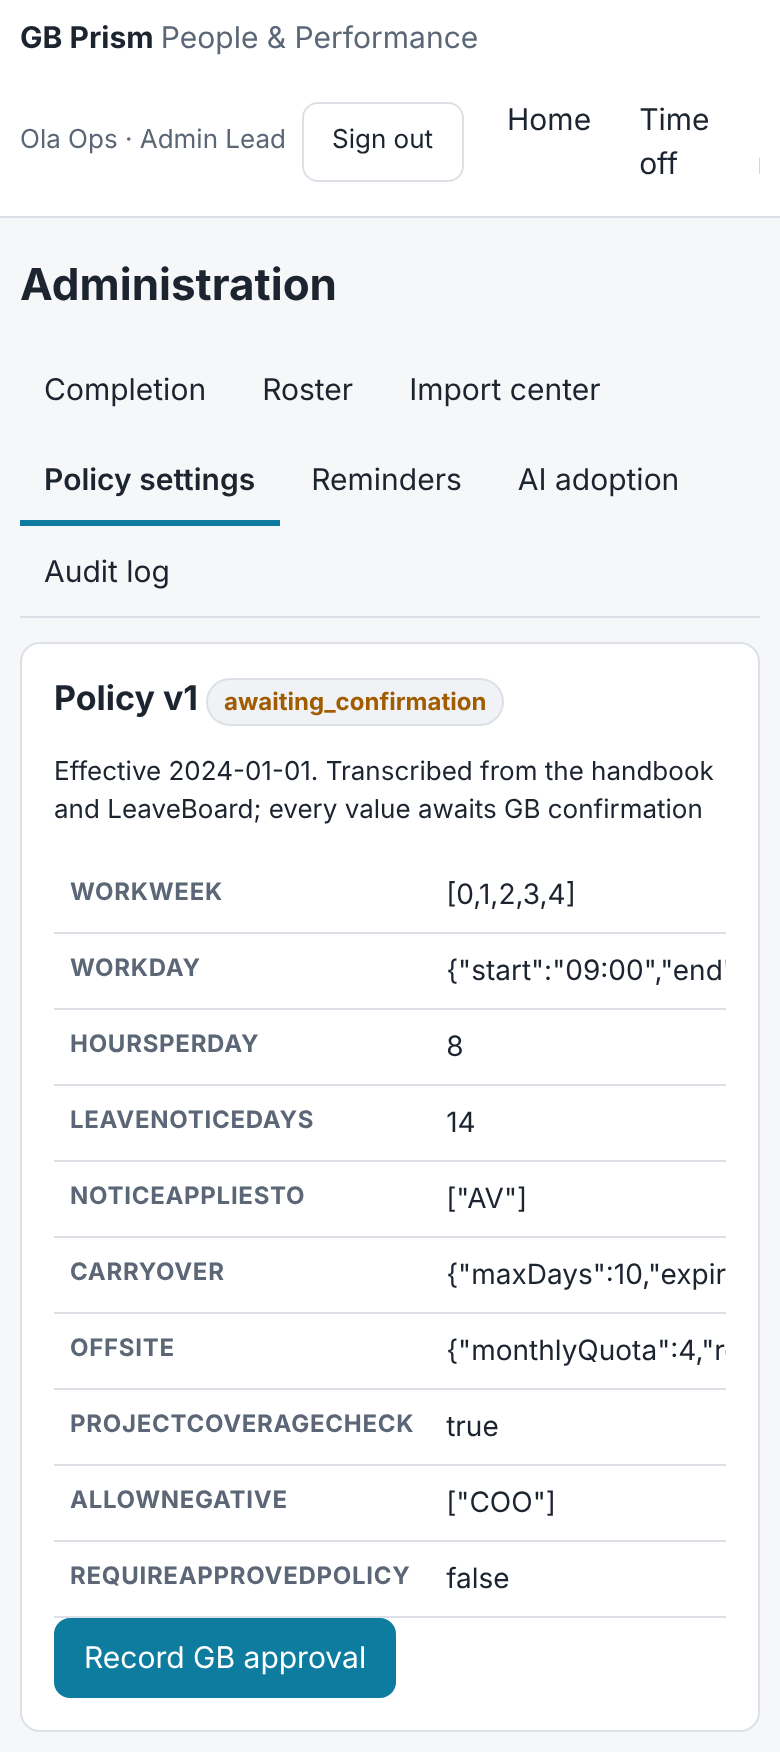 GB Prism People & Performance
Ola Ops · Admin Lead
Sign out
Home
Time
off
Administration
Completion Roster Import center
Policy settings Reminders AI adoption
Audit log
Policy v1 awaiting_confirmation
Effective 2024-01-01. Transcribed from the handbook
and LeaveBoard; every value awaits GB confirmation
WORKWEEK [0,1,2,3,4]
WORKDAY {"start":"09:00","end"
HOURSPERDAY 8
LEAVENOTICEDAYS 14
NOTICEAPPLIESTO ["AV"]
CARRYOVER {"maxDays":10,"expir
OFFSITE {"monthlyQuota":4,"r
PROJECTCOVERAGECHECK true
ALLOWNEGATIVE ["COO"]
REQUIREAPPROVEDPOLICY false
Record GB approval